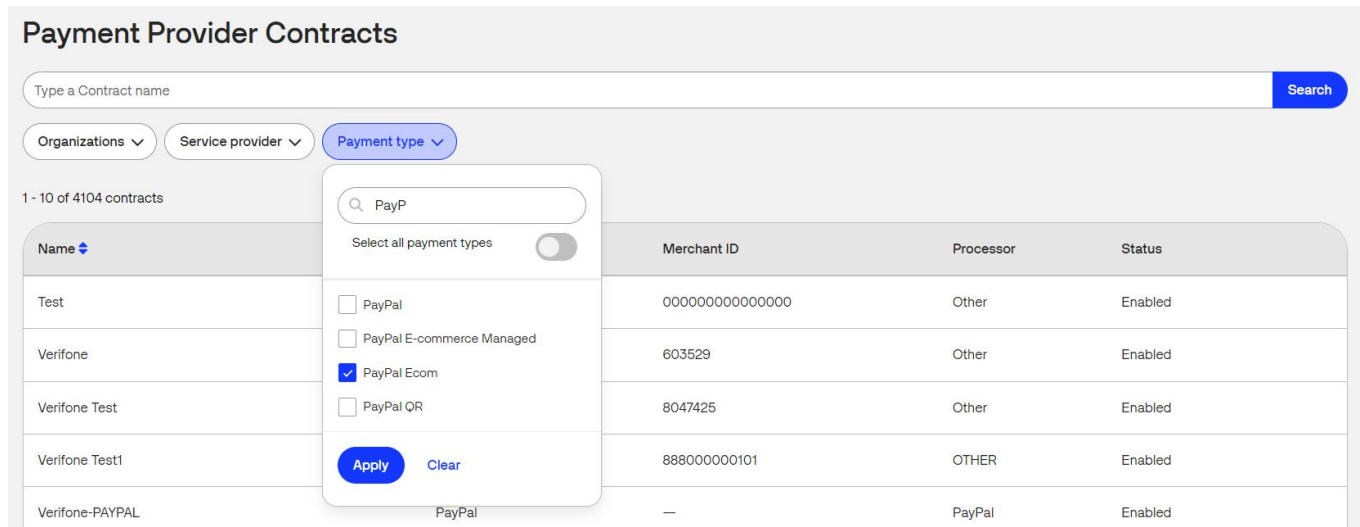 Payment Provider Contracts
Type a Contract name
Search
Organizations
Service provider
Payment type
1 - 10 of 4104 contracts
PayP
Select all payment types
PayPal
PayPal E-commerce Managed
PayPal Ecom
PayPal QR
Apply Clear
Name Merchant ID Processor Status
Test 000000000000000 Other Enabled
Verifone 603529 Other Enabled
Verifone Test 8047425 Other Enabled
Verifone Test1 888000000101 OTHER Enabled
Verifone-PAYPAL PayPal — PayPal Enabled